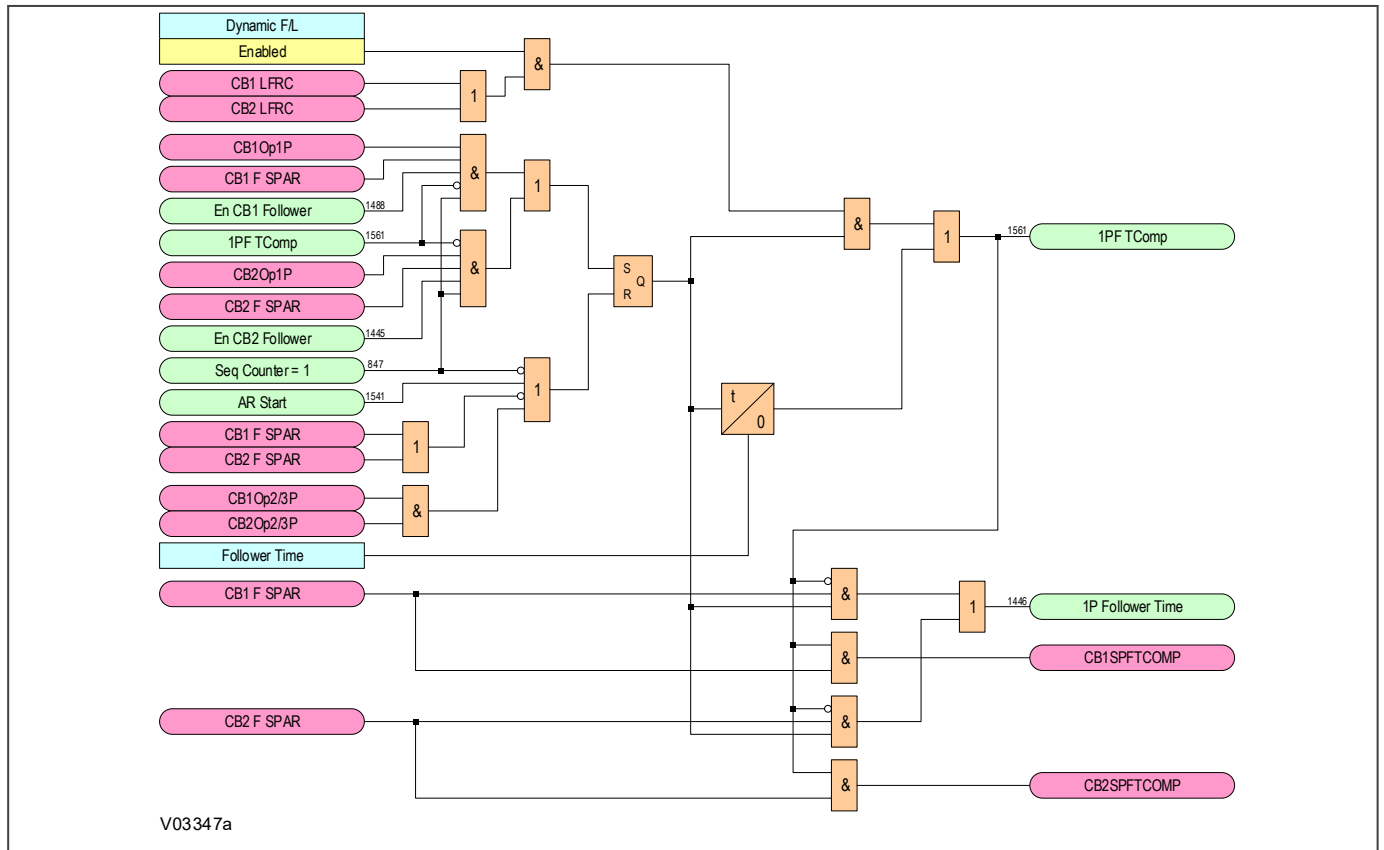 Dynamic F/L
Enabled
&
CB1 LFRC
1
CB2 LFRC
CB1Op1P
CB1 F SPAR
&
1
En CB1 Follower
1488
&
1
1PF TComp
1561
1561
1PF TComp
CB2Op1P
&
S
Q
R
CB2 F SPAR
En CB2 Follower
1445
Seq Counter = 1
847
1
AR Start
1541
t
0
CB1 F SPAR
1
CB2 F SPAR
CB1Op2/3P
&
CB2Op2/3P
Follower Time
CB1 F SPAR
&
1
1446
1P Follower Time
&
CB1SPFTCOMP
CB2 F SPAR
&
&
CB2SPFTCOMP
V03347a